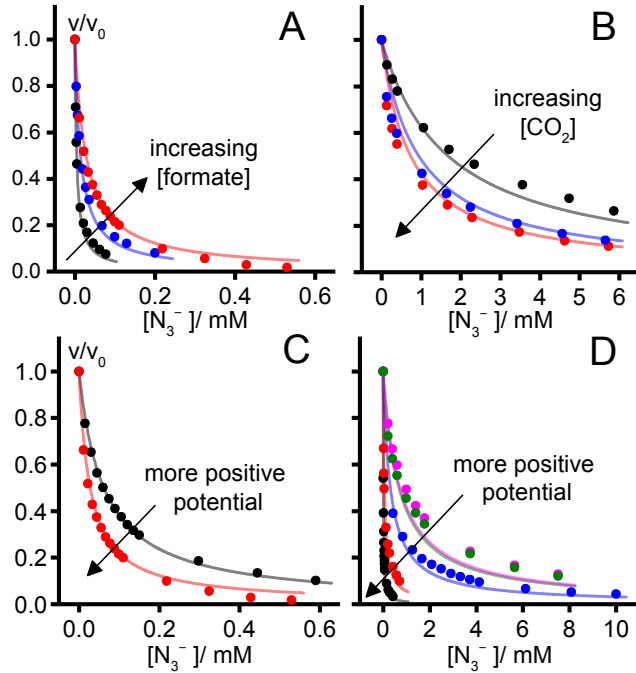 v/v₀
A
1.0
0.8
0.6
0.4
0.2
0.0
increasing
[formate]
0.0 0.2 0.4 0.6
[N₃⁻]/ mM
B
increasing
[CO₂]
0 1 2 3 4 5 6
[N₃⁻]/ mM
v/v₀
C
1.0
0.8
0.6
0.4
0.2
0.0
more positive
potential
0.0 0.2 0.4 0.6
[N₃⁻]/ mM
D
more positive
potential
0 2 4 6 8 10
[N₃⁻]/ mM